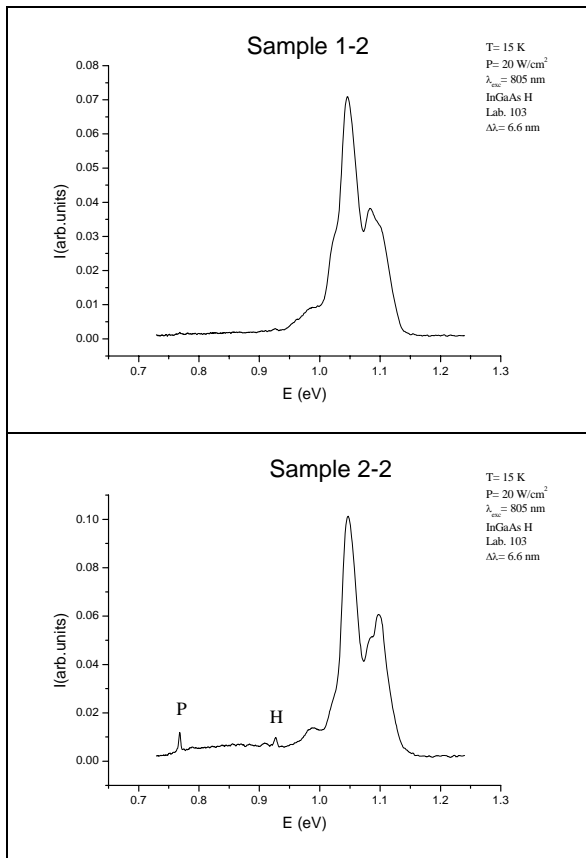 Sample 1-2
T= 15 K
P= 20 W/cm²
λexc= 805 nm
InGaAs H
Lab. 103
Δλ= 6.6 nm
0.08
0.07
0.06
0.05
0.04
0.03
0.02
0.01
0.00
I(arb.units)
0.7 0.8 0.9 1.0 1.1 1.2 1.3
E (eV)
Sample 2-2
T= 15 K
P= 20 W/cm²
λexc= 805 nm
InGaAs H
Lab. 103
Δλ= 6.6 nm
0.10
0.08
0.06
0.04
0.02
0.00
I(arb.units)
P
H
0.7 0.8 0.9 1.0 1.1 1.2 1.3
E (eV)